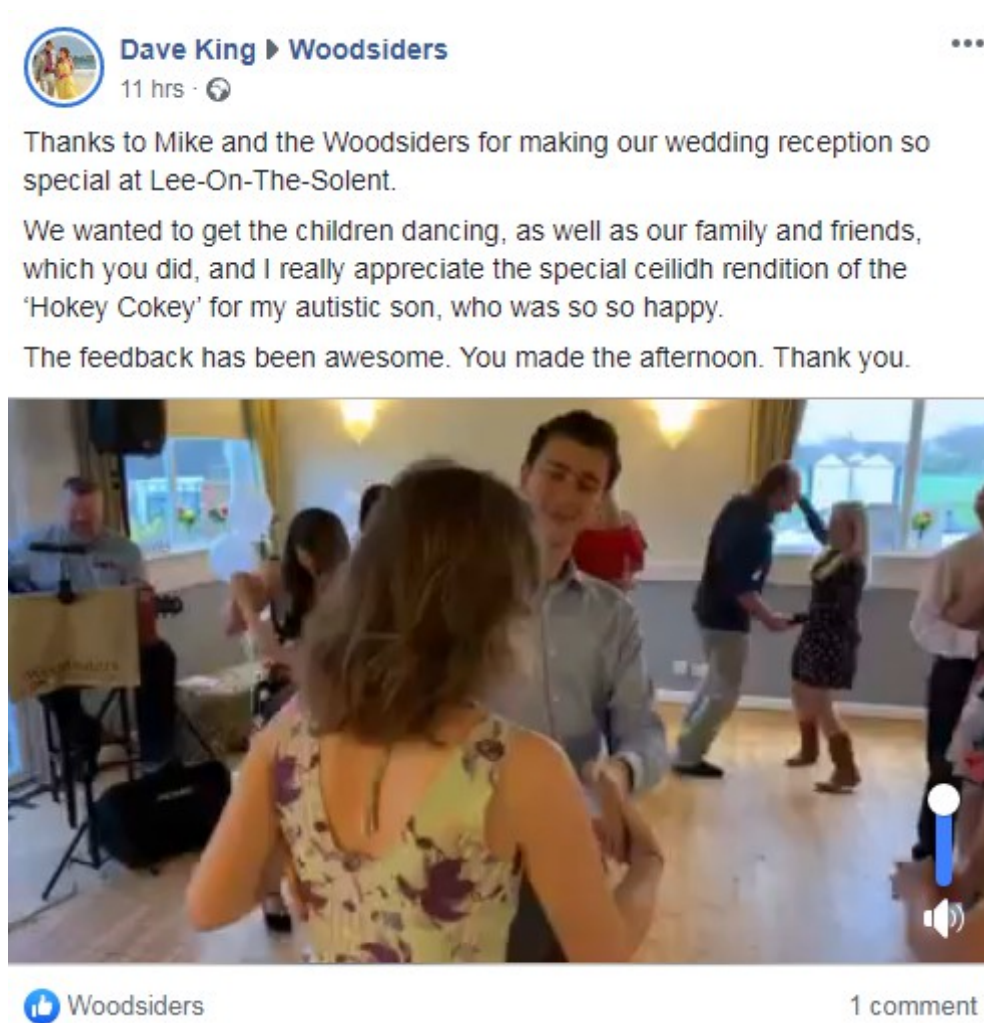 Dave King ▶ Woodsiders
11 hrs ·
Thanks to Mike and the Woodsiders for making our wedding reception so
special at Lee-On-The-Solent.
We wanted to get the children dancing, as well as our family and friends,
which you did, and I really appreciate the special ceilidh rendition of the
‘Hokey Cokey’ for my autistic son, who was so so happy.
The feedback has been awesome. You made the afternoon. Thank you.
Woodsiders
Woodsiders
1 comment